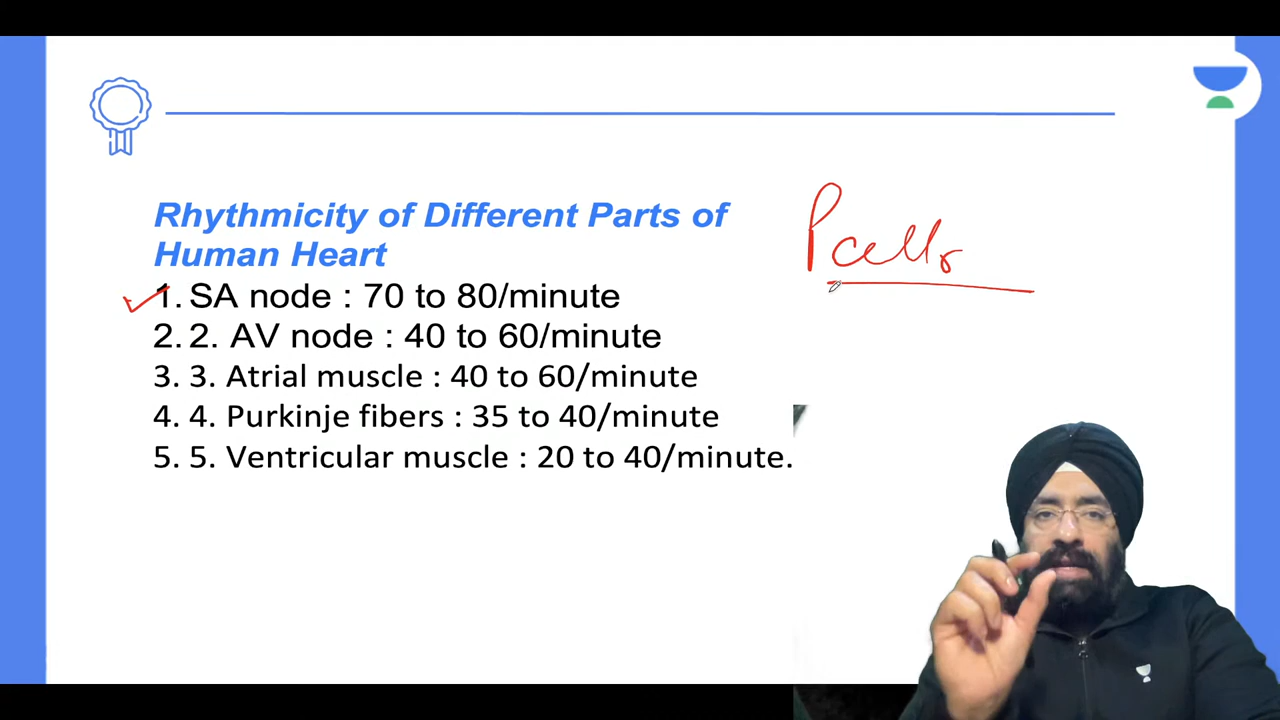 Rhythmicity of Different Parts of
Human Heart
1. SA node : 70 to 80/minute
2. 2. AV node : 40 to 60/minute
3. 3. Atrial muscle : 40 to 60/minute
4. 4. Purkinje fibers : 35 to 40/minute
5. 5. Ventricular muscle : 20 to 40/minute.
P cells